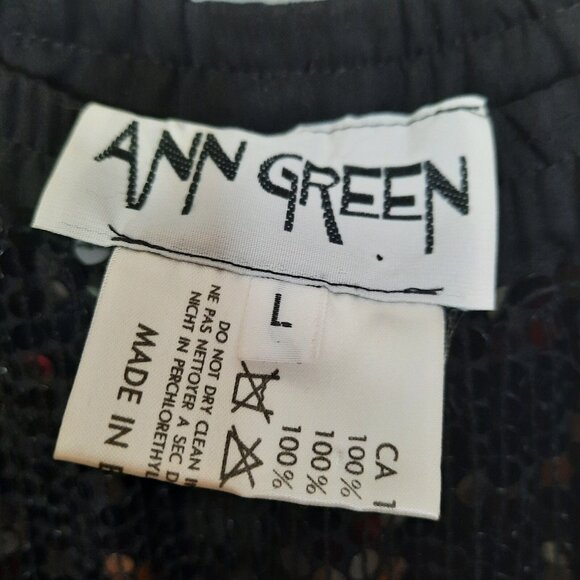 ANN GREEN
L
CA 1
100%
100%
100%
DO NOT DRY CLEAN I
NE PAS NETTOYER A SEC D
NICHT IN PERCHLORETHYL
MADE IN